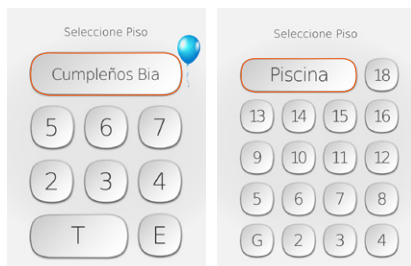 Seleccione Piso
Cumpleños Bia
5 6 7
2 3 4
T E
Seleccione Piso
Piscina 18
13 14 15 16
9 10 11 12
5 6 7 8
G 2 3 4